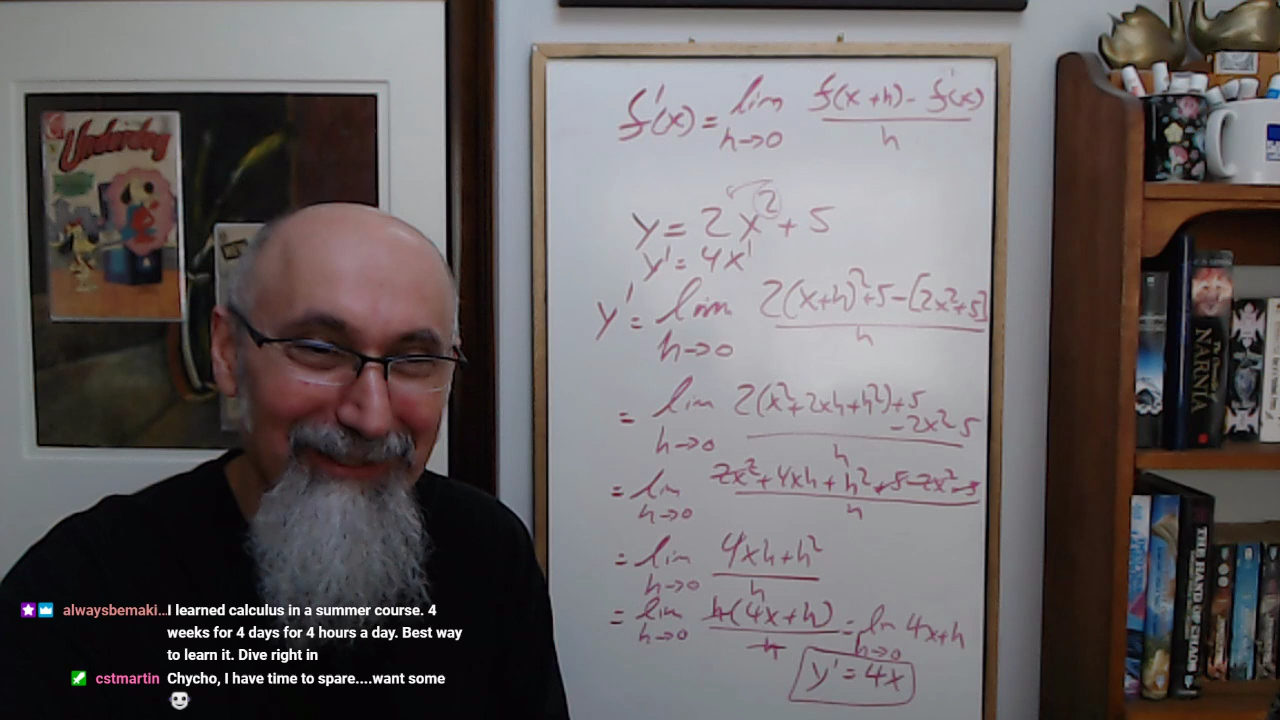 Underdog
f'(x) = lim h→0 f(x+h) - f(x) / h
y = 2x² + 5
y' = 4x¹
y' = lim h→0 2(x+h)²+5-[2x²+5] / h
= lim h→0 2(x²+2xh+h²)+5 -2x²-5 / h
= lim h→0 2x²+4xh+h²+5-2x²-5 / h
= lim h→0 4xh+h² / h
= lim h→0 h(4x+h) / h = lim h→0 4x+h
y' = 4x
NARNIA
THE HAND OF CHAOS
alwaysbemaki... I learned calculus in a summer course. 4
weeks for 4 days for 4 hours a day. Best way
to learn it. Dive right in
cstmartin Chycho, I have time to spare....want some